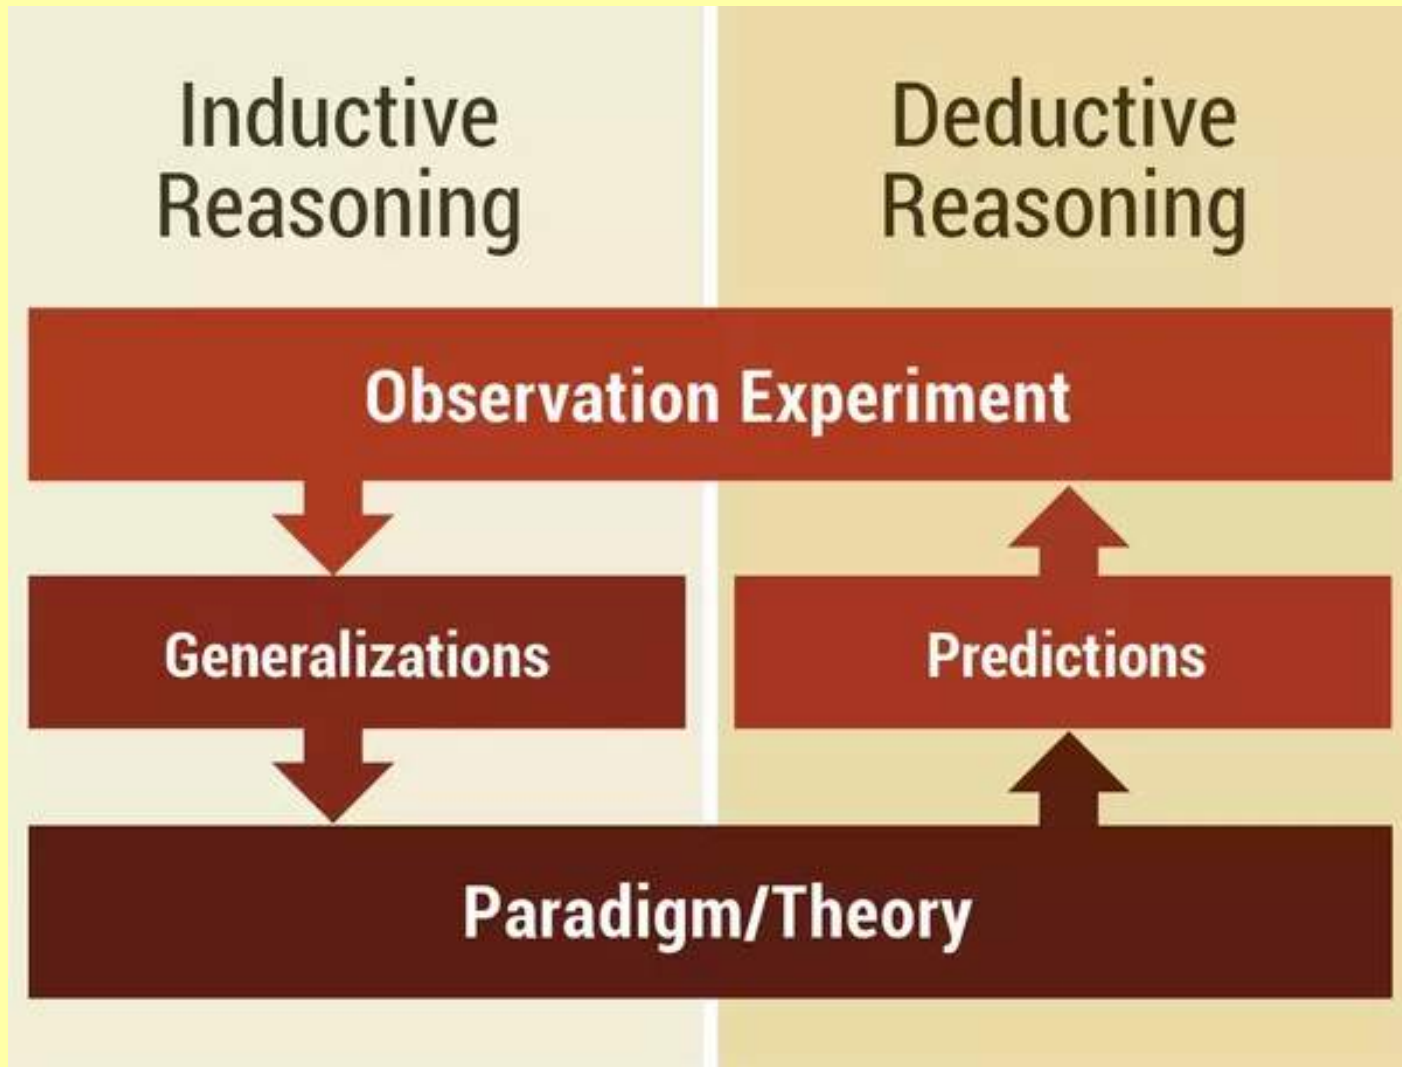 Inductive
Reasoning
Deductive
Reasoning
Observation Experiment
Generalizations
Predictions
Paradigm/Theory